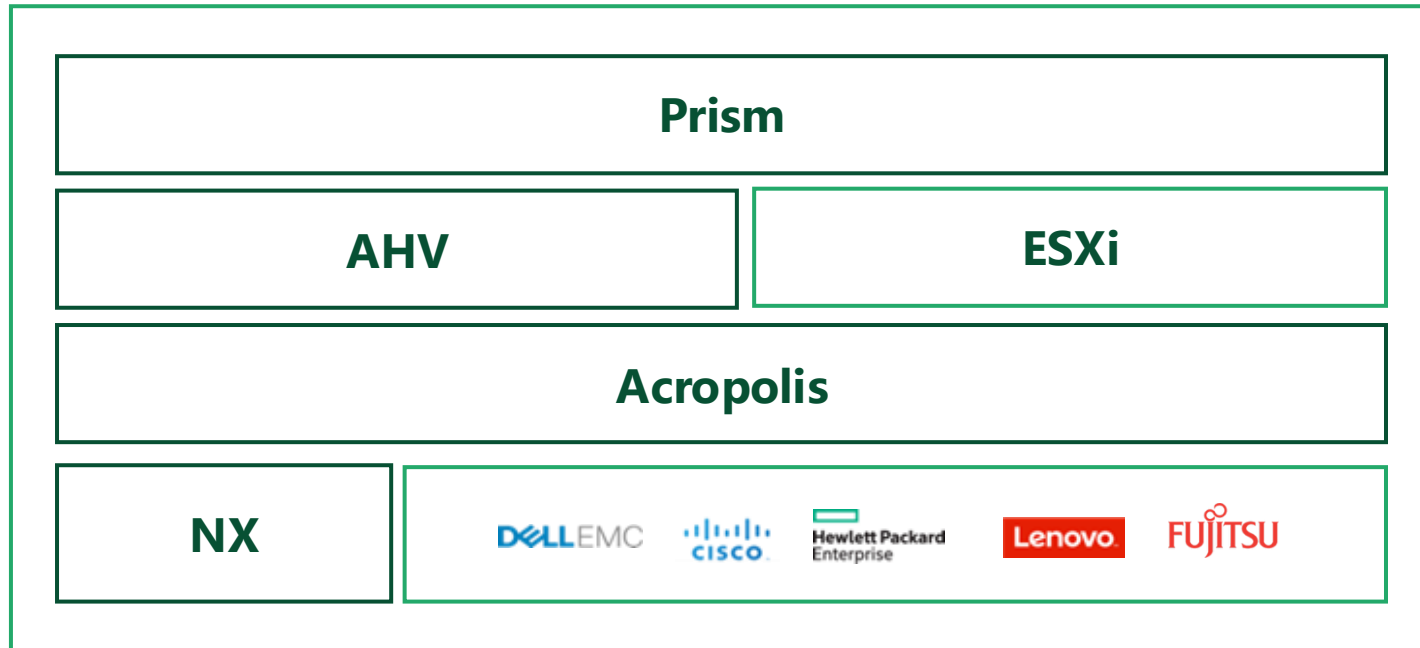 Prism
AHV
ESXi
Acropolis
NX
DELLEMC
CISCO
Hewlett Packard
Enterprise
Lenovo
FUJITSU